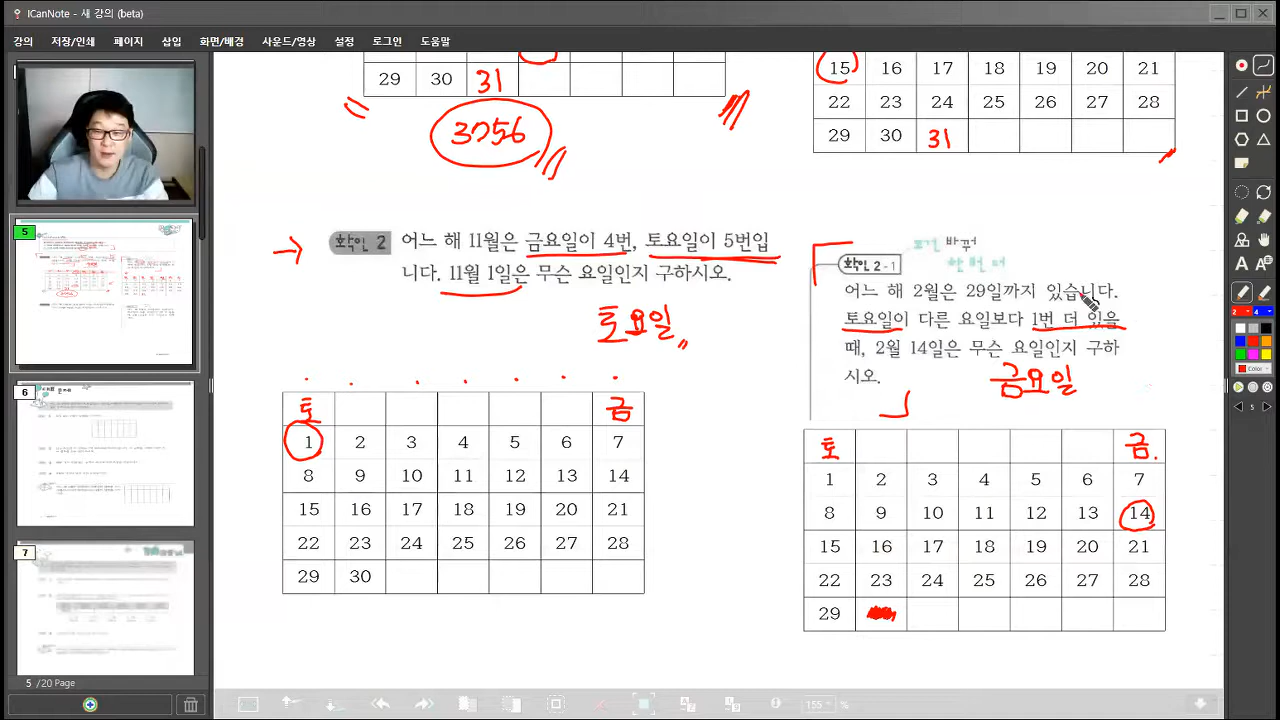 ICanNote - 새 강의 (beta)
강의 저장/인쇄 페이지 삽입 화면/배경 사운드/영상 설정 로그인 도움말
29 30 31
3756
15 16 17 18 19 20 21
22 23 24 25 26 27 28
29 30 31
확인 2 어느 해 11월은 금요일이 4번, 토요일이 5번입
니다. 11월 1일은 무슨 요일인지 구하시오.
토요일
토 금
1 2 3 4 5 6 7
8 9 10 11 12 13 14
15 16 17 18 19 20 21
22 23 24 25 26 27 28
29 30
조건 바꿔
한 번 더
확인 2-1
어느 해 2월은 29일까지 있습니다.
토요일이 다른 요일보다 1번 더 있을
때, 2월 14일은 무슨 요일인지 구하
시오.
금요일
토 금.
1 2 3 4 5 6 7
8 9 10 11 12 13 14
15 16 17 18 19 20 21
22 23 24 25 26 27 28
29
5
6
7
5 /20 Page
155 %
2 4
Color
5